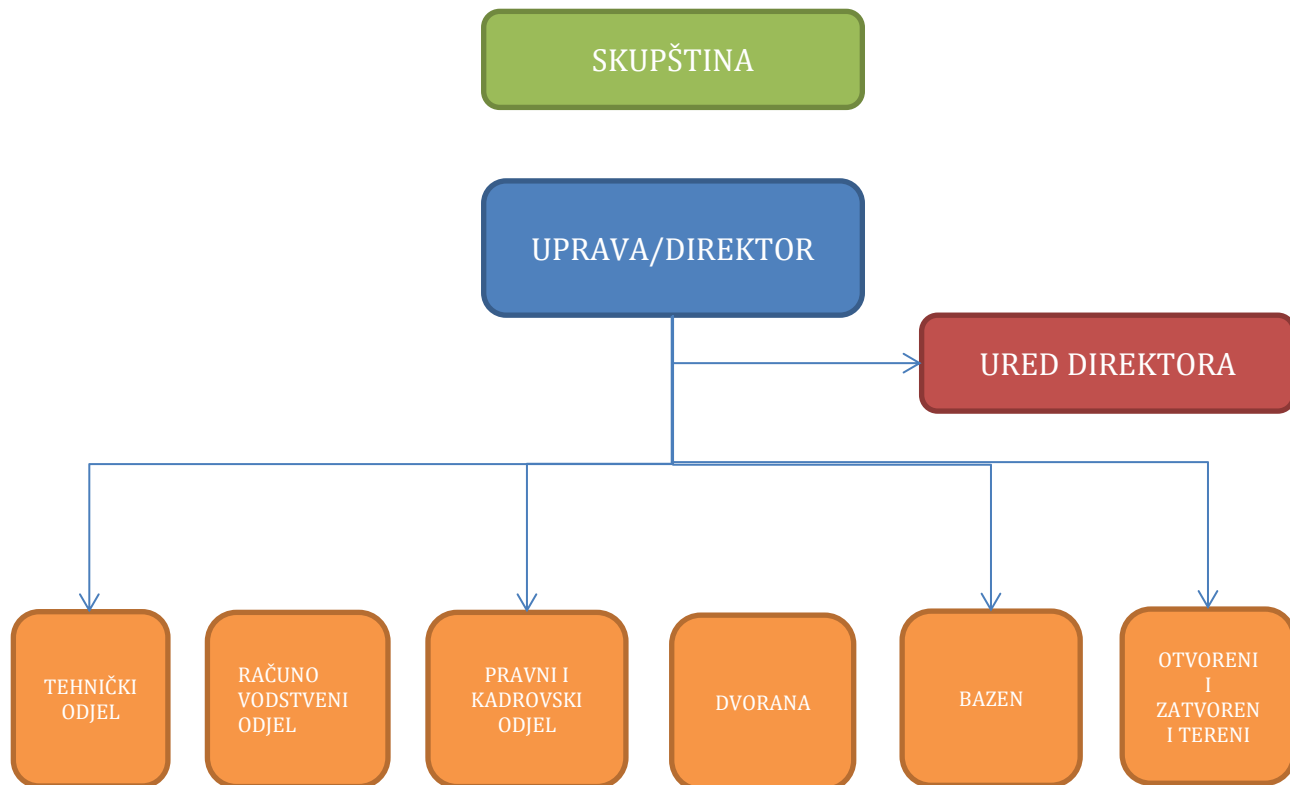 SKUPŠTINA
UPRAVA/DIREKTOR
URED DIREKTORA
TEHNIČKI
ODJEL
RAČUNO
VODSTVENI
ODJEL
PRAVNI I
KADROVSKI
ODJEL
DVORANA
BAZEN
OTVORENI
I
ZATVOREN
I TERENI